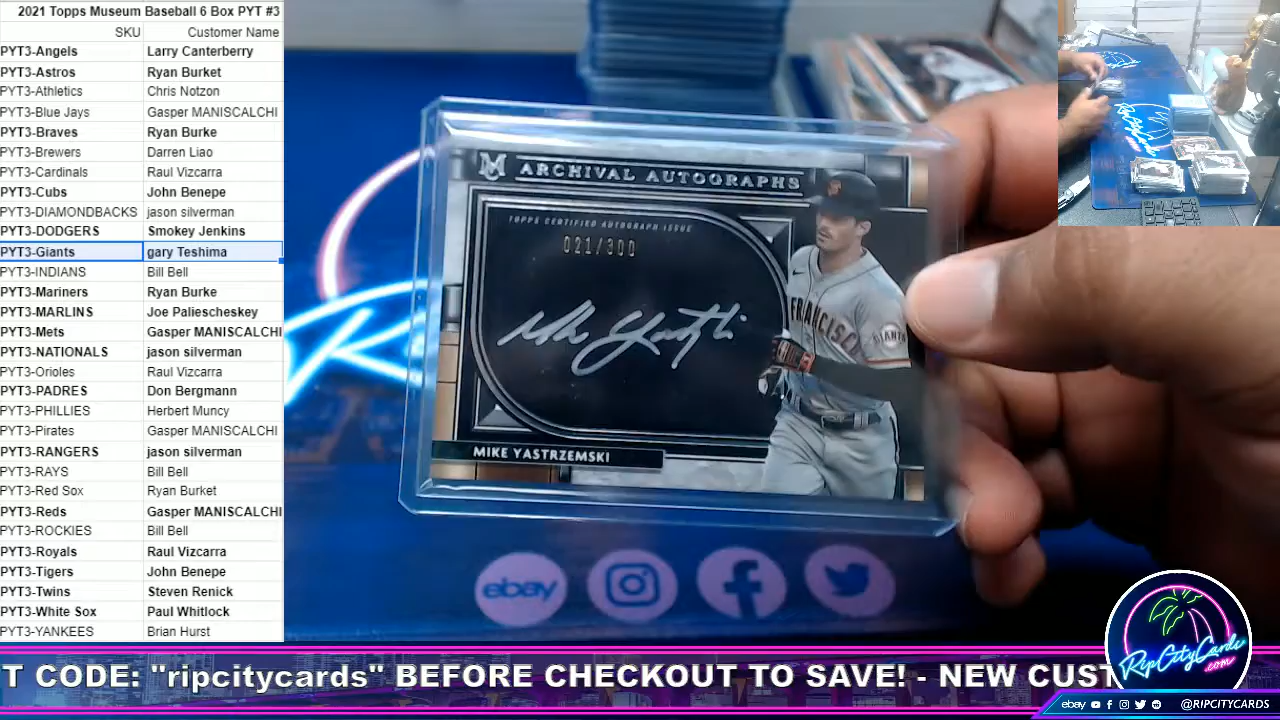 2021 Topps Museum Baseball 6 Box PYT #3
SKU Customer Name
PYT3-Angels Larry Canterberry
PYT3-Astros Ryan Burket
PYT3-Athletics Chris Notzon
PYT3-Blue Jays Gasper MANISCALCHI
PYT3-Braves Ryan Burke
PYT3-Brewers Darren Liao
PYT3-Cardinals Raul Vizcarra
PYT3-Cubs John Benepe
PYT3-DIAMONDBACKS jason silverman
PYT3-DODGERS Smokey Jenkins
PYT3-Giants gary Teshima
PYT3-INDIANS Bill Bell
PYT3-Mariners Ryan Burke
PYT3-MARLINS Joe Paliescheskey
PYT3-Mets Gasper MANISCALCHI
PYT3-NATIONALS jason silverman
PYT3-Orioles Raul Vizcarra
PYT3-PADRES Don Bergmann
PYT3-PHILLIES Herbert Muncy
PYT3-Pirates Gasper MANISCALCHI
PYT3-RANGERS jason silverman
PYT3-RAYS Bill Bell
PYT3-Red Sox Ryan Burket
PYT3-Reds Gasper MANISCALCHI
PYT3-ROCKIES Bill Bell
PYT3-Royals Raul Vizcarra
PYT3-Tigers John Benepe
PYT3-Twins Steven Renick
PYT3-White Sox Paul Whitlock
PYT3-YANKEES Brian Hurst
M ARCHIVAL AUTOGRAPHS
TOPPS CERTIFIED AUTOGRAPH ISSUE
021/300
FRANCISC
GIANTS
MIKE YASTRZEMSKI
ebay
T CODE: "ripcitycards" BEFORE CHECKOUT TO SAVE! - NEW CUST
RipCityCards
.com
ebay @RIPCITYCARDS